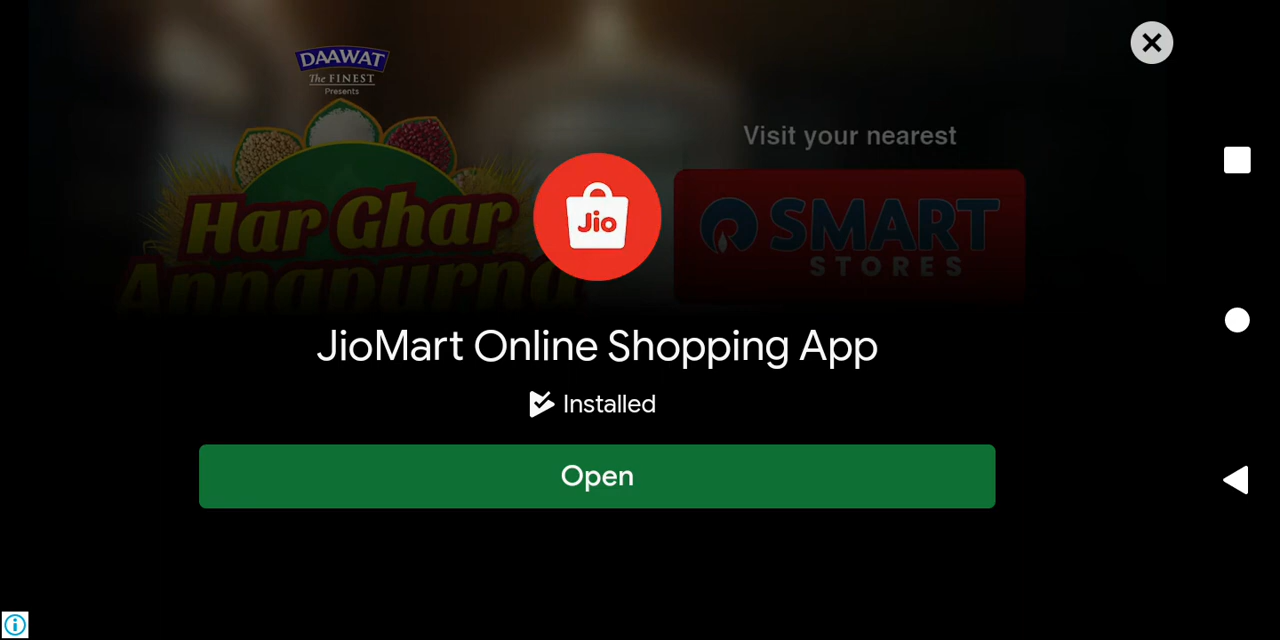 DAAWAT
The FINEST
Presents
Har Ghar
Annapurna
Visit your nearest
SMART
STORES
Jio
JioMart Online Shopping App
Installed
Open